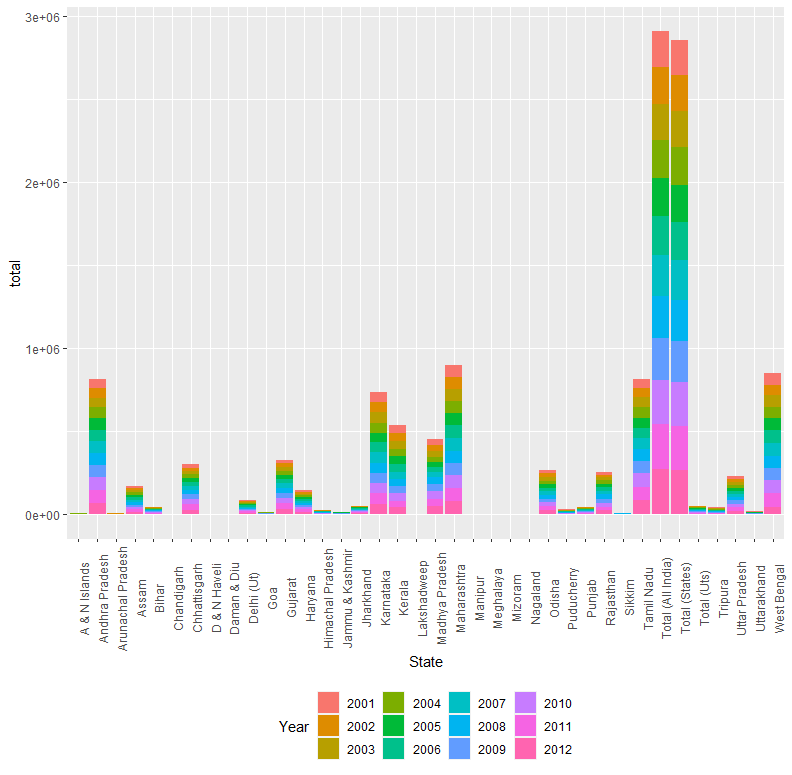 3e+06
2e+06
1e+06
0e+00
total
A & N Islands
Andhra Pradesh
Arunachal Pradesh
Assam
Bihar
Chandigarh
Chhattisgarh
D & N Haveli
Daman & Diu
Delhi (Ut)
Goa
Gujarat
Haryana
Himachal Pradesh
Jammu & Kashmir
Jharkhand
Karnataka
Kerala
Lakshadweep
Madhya Pradesh
Maharashtra
Manipur
Meghalaya
Mizoram
Nagaland
Odisha
Puducherry
Punjab
Rajasthan
Sikkim
Tamil Nadu
Total (All India)
Total (States)
Total (Uts)
Tripura
Uttar Pradesh
Uttarakhand
West Bengal
State
Year
2001 2004 2007 2010
2002 2005 2008 2011
2003 2006 2009 2012